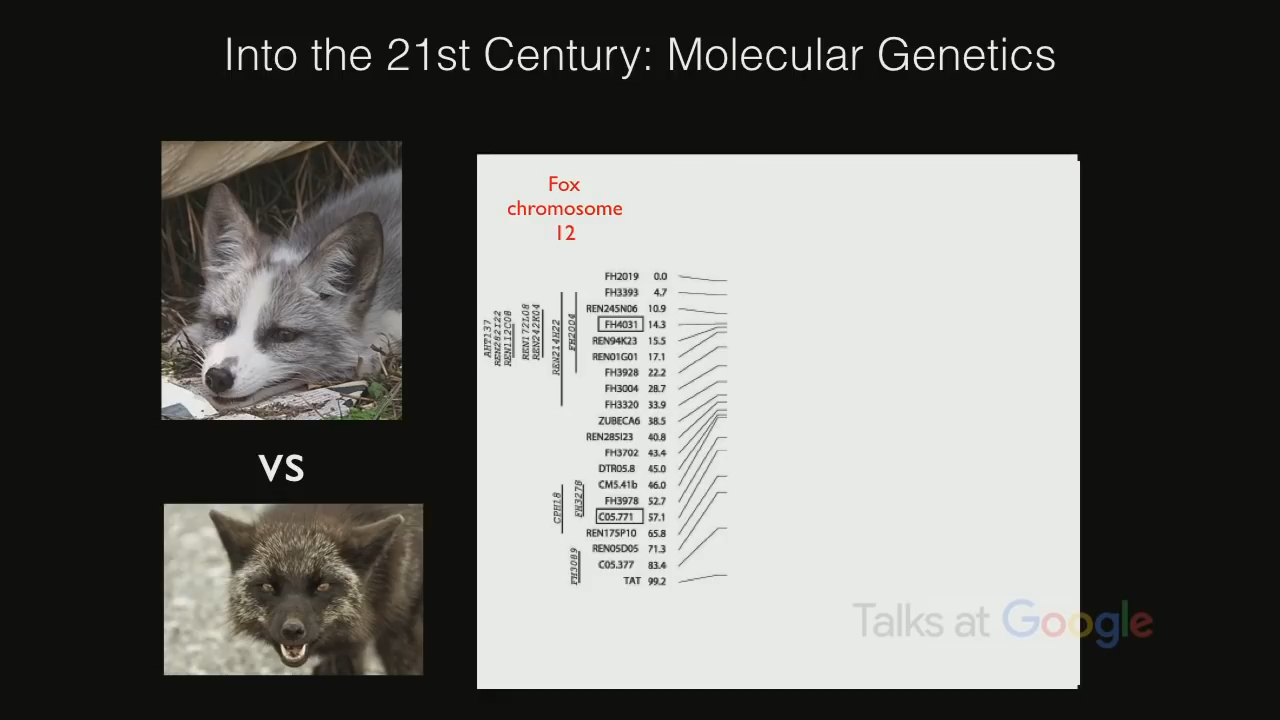 Into the 21st Century: Molecular Genetics
Fox
chromosome
12
FH2019 0.0
FH3393 4.7
REN245N06 10.9
FH4031 14.3
REN94K23 15.5
REN01G01 17.1
FH3928 22.2
FH3004 28.7
FH3320 33.9
ZUBECA6 38.5
REN285I23 40.8
FH3702 43.4
DTR05.8 45.0
CM5.41b 46.0
FH3978 52.7
C05.771 57.1
REN175P10 65.8
REN05D05 71.3
C05.377 83.4
TAT 99.2
AHT137
REN282I22
REN112C08
REN172L08
REN242K04
REN214H22
FH2004
CPH18
FH3278
FH3089
vs
Talks at Google